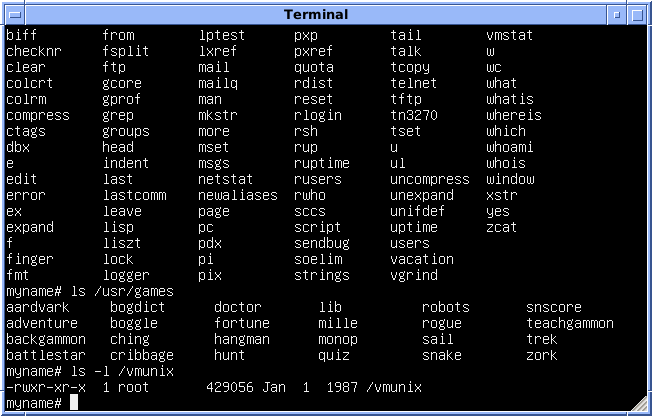 Terminal
biff from lptest pxp tail vmstat
checknr fsplit lxref pxref talk w
clear ftp mail quota tcopy wc
colcrt gcore mailq rdist telnet what
colrm gprof man reset tftp whatis
compress grep mkstr rlogin tn3270 whereis
ctags groups more rsh tset which
dbx head mset rup u whoami
e indent msgs ruptime ul whois
edit last netstat rusers uncompress window
error lastcomm newaliases rwho unexpand xstr
ex leave page sccs unifdef yes
expand lisp pc script uptime zcat
f liszt pdx sendbug users
finger lock pi soelim vacation
fmt logger pix strings vgrind
myname# ls /usr/games
aardvark bogdict doctor lib robots snscore
adventure boggle fortune mille rogue teachgammon
backgammon ching hangman monop sail trek
battlestar cribbage hunt quiz snake zork
myname# ls -l /vmunix
-rwxr-xr-x 1 root 429056 Jan 1 1987 /vmunix
myname#